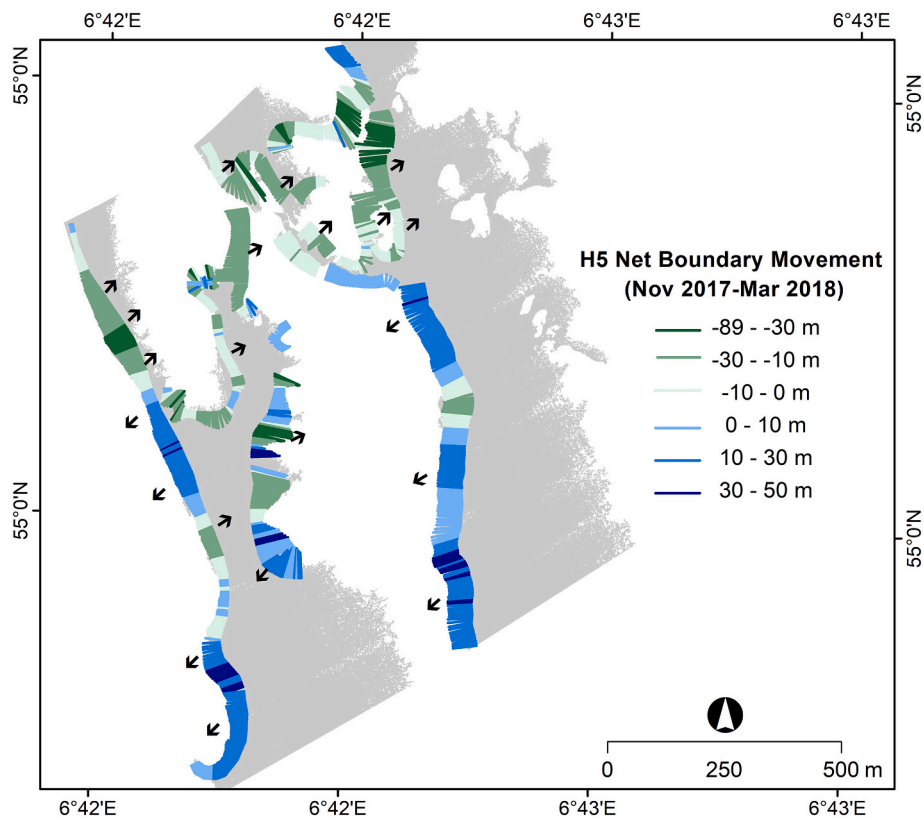 6°42'E 6°42'E 6°43'E 6°43'E
55°0'N
55°0'N
H5 Net Boundary Movement
(Nov 2017-Mar 2018)
-89 - -30 m
-30 - -10 m
-10 - 0 m
0 - 10 m
10 - 30 m
30 - 50 m
55°0'N
55°0'N
0 250 500 m
6°42'E 6°42'E 6°43'E 6°43'E